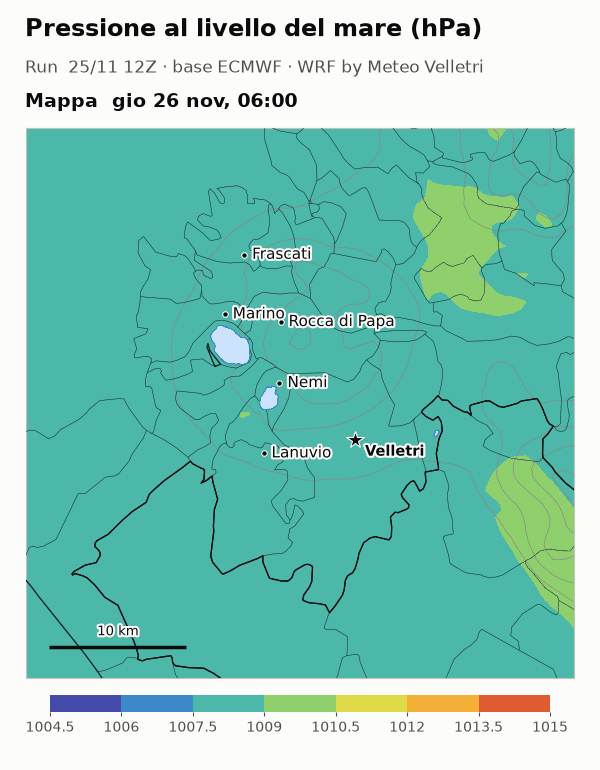 Pressione al livello del mare (hPa)
Run  25/11 12Z · base ECMWF · WRF by Meteo Velletri
Mappa  gio 26 nov, 06:00
Frascati
Marino
Rocca di Papa
Nemi
Velletri
Lanuvio
10 km
1004.5 1006 1007.5 1009 1010.5 1012 1013.5 1015